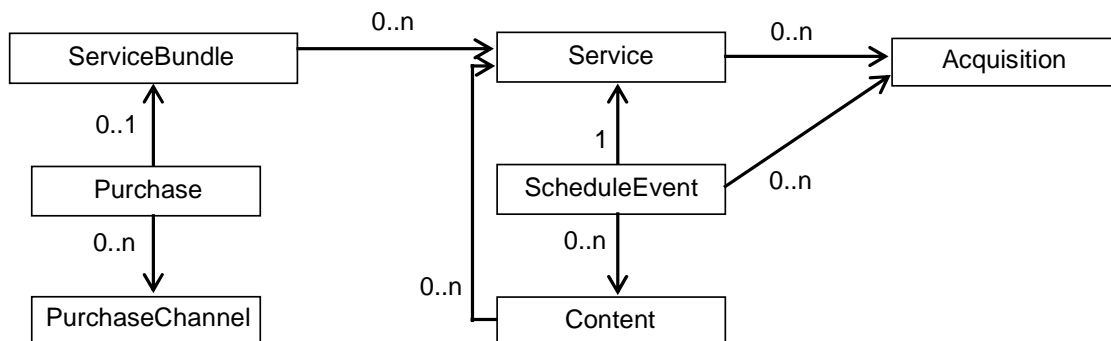 0..n
0..n
ServiceBundle
Service
Acquisition
0..1
1
Purchase
ScheduleEvent
0..n
0..n
0..n
0..n
PurchaseChannel
Content